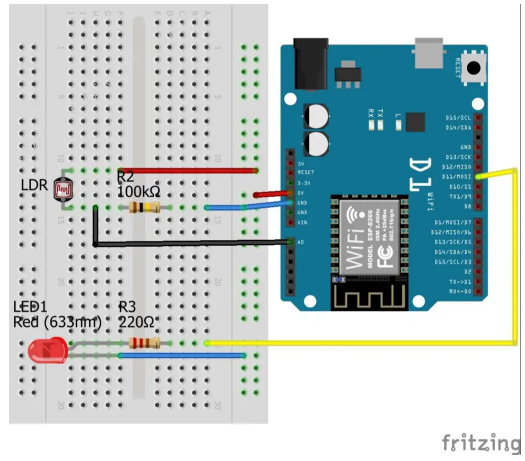 LDR
R2
100kΩ
LED1
Red (633nm)
R3
220Ω
RESET
RX
TX
L
D1
WiFi
5V
RESET
3.3V
5V
GND
GND
VIN
A0
D15/SCL
D14/SDA
GND
D13/SCK
D12/MISO
D11/MOSI
D10/SS
TX1/D9
D8
D11/MOSI/D7
D12/MISO/D6
D13/SCK/D5
D14/SDA/D4
D15/SCL/D3
D2
TX->D1
RX<-D0
WiFi
FC
fritzing